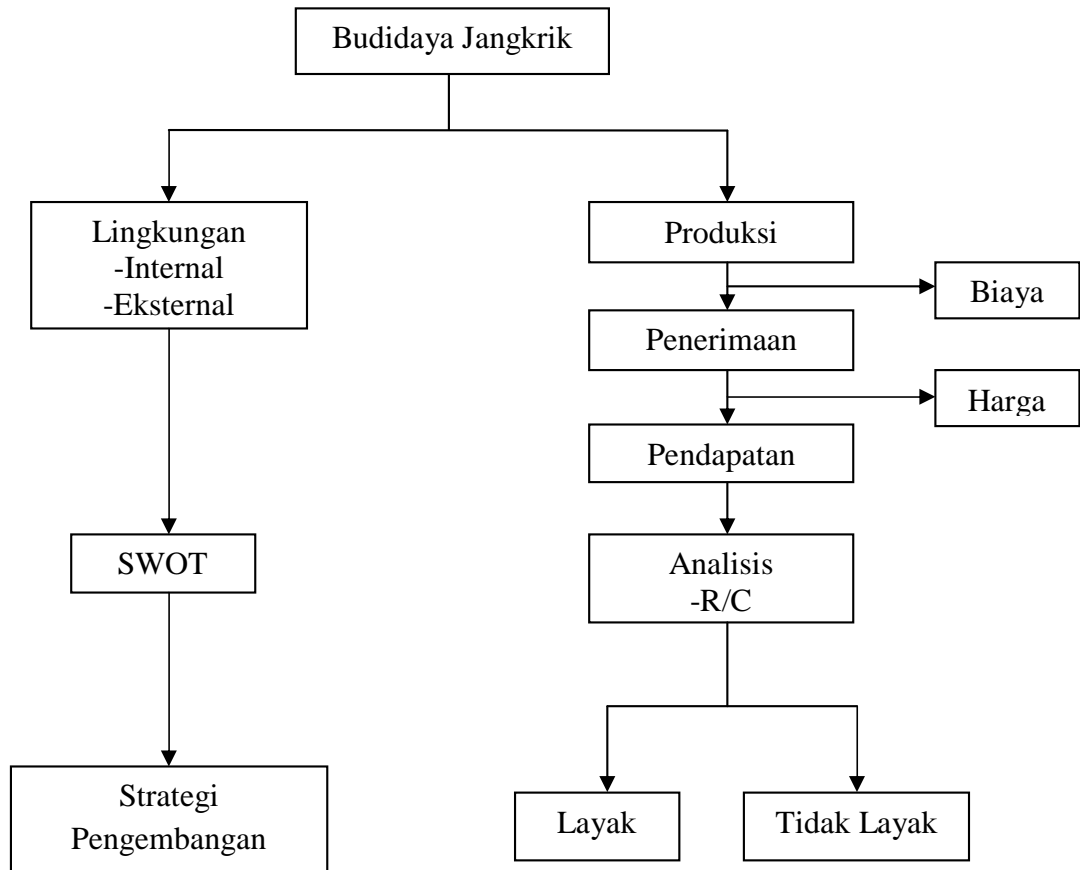 Budidaya Jangkrik
Lingkungan
-Internal
-Eksternal
Produksi
Biaya
Penerimaan
Harga
Pendapatan
SWOT
Analisis
-R/C
Strategi
Pengembangan
Layak
Tidak Layak